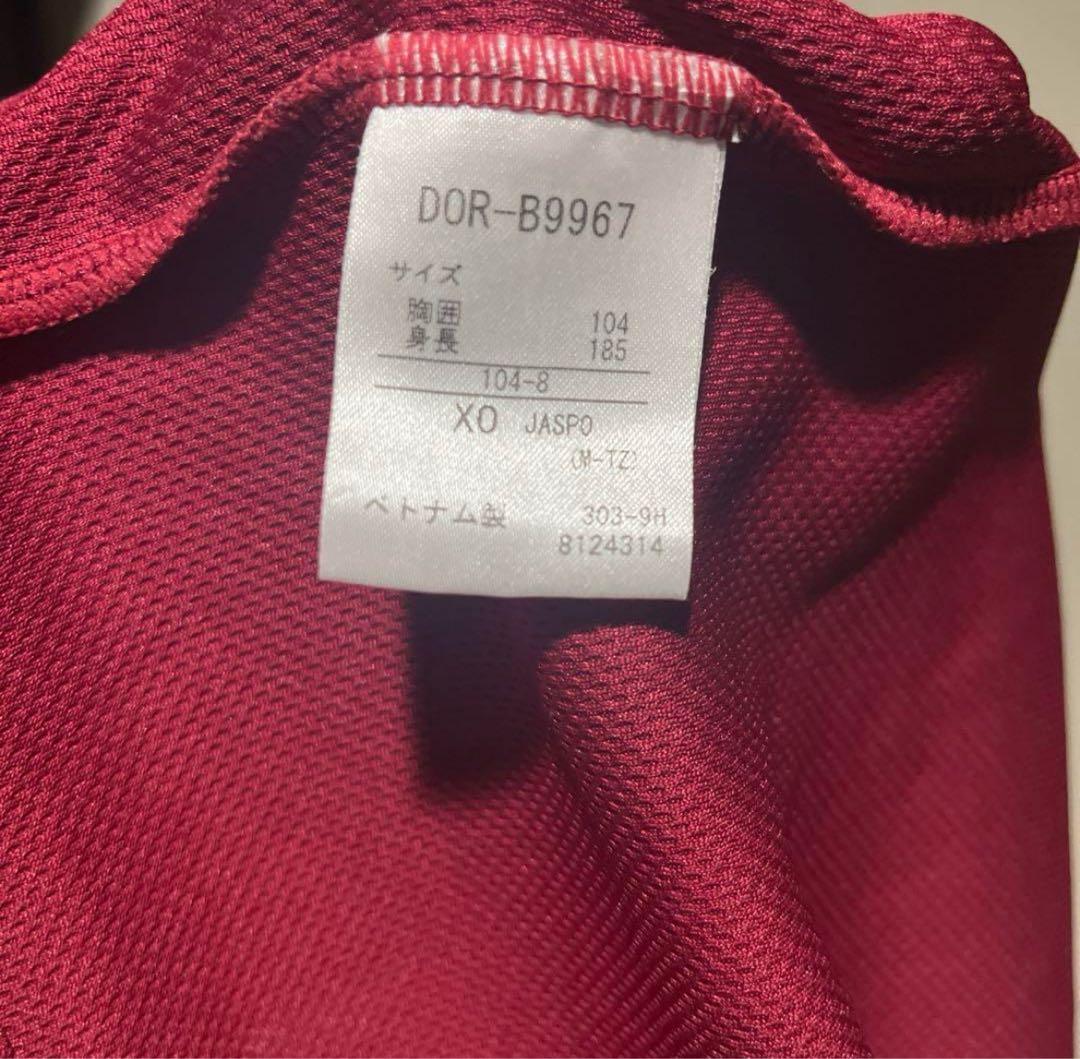 DOR-B9967
サイズ
胸囲 104
身長 185
104-8
XO JASPO
(M-TZ)
ベトナム製 303-9H
8124314